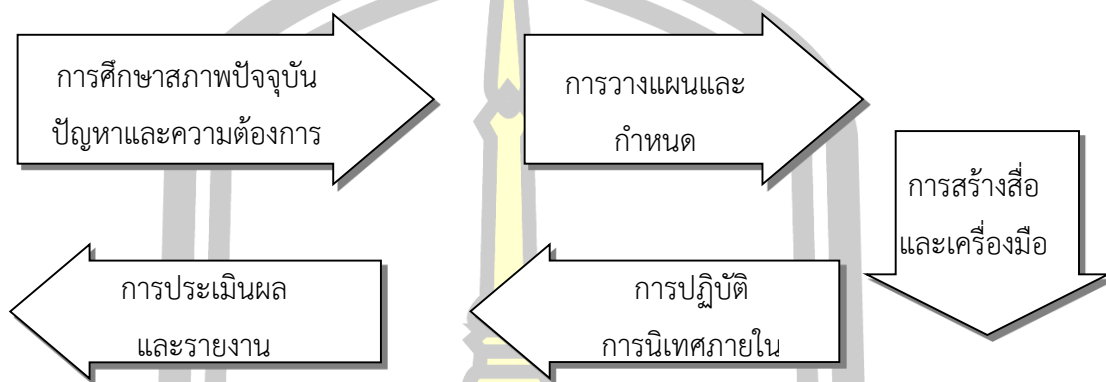 การศึกษาสภาพปัจจุบัน
ปัญหาและความต้องการ
การวางแผนและ
กำหนด
การสร้างสื่อ
และเครื่องมือ
การปฏิบัติ
การนิเทศภายใน
การประเมินผล
และรายงาน